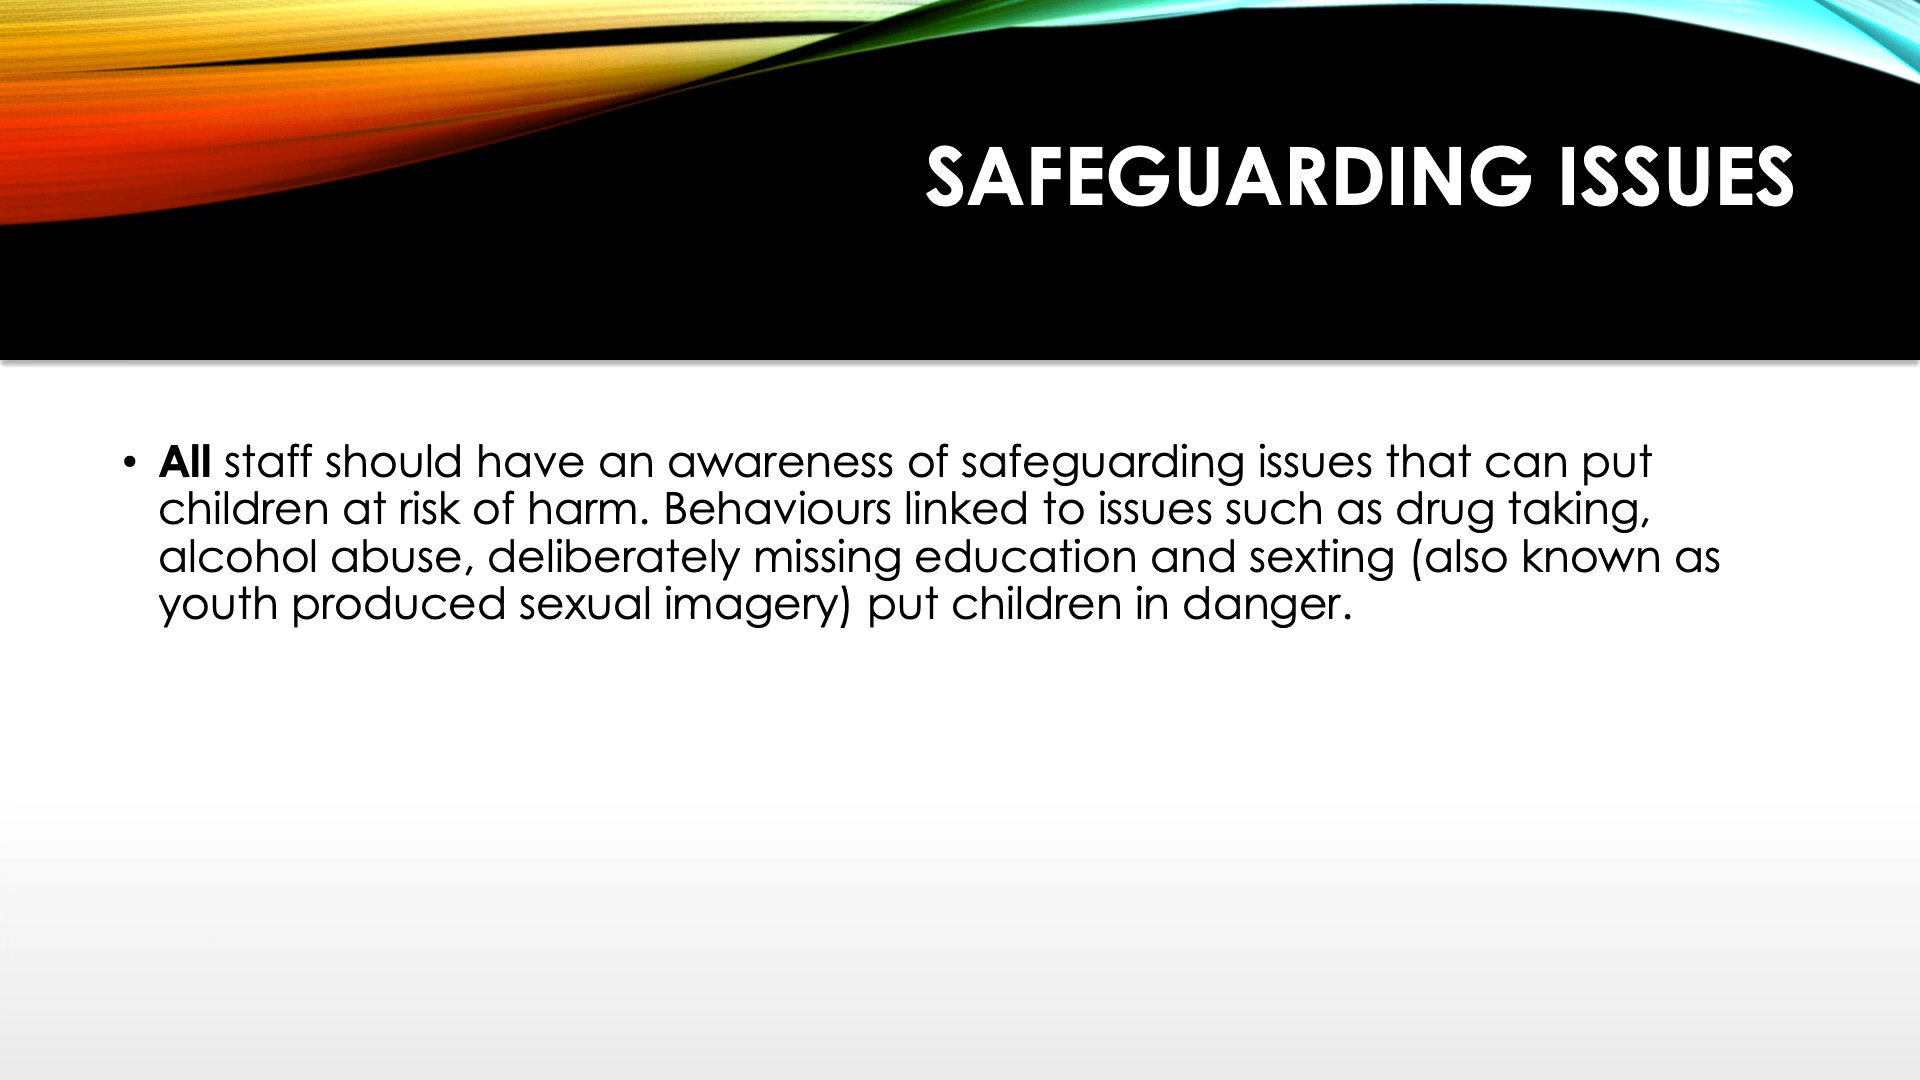 SAFEGUARDING ISSUES
• All staff should have an awareness of safeguarding issues that can put
children at risk of harm. Behaviours linked to issues such as drug taking,
alcohol abuse, deliberately missing education and sexting (also known as
youth produced sexual imagery) put children in danger.